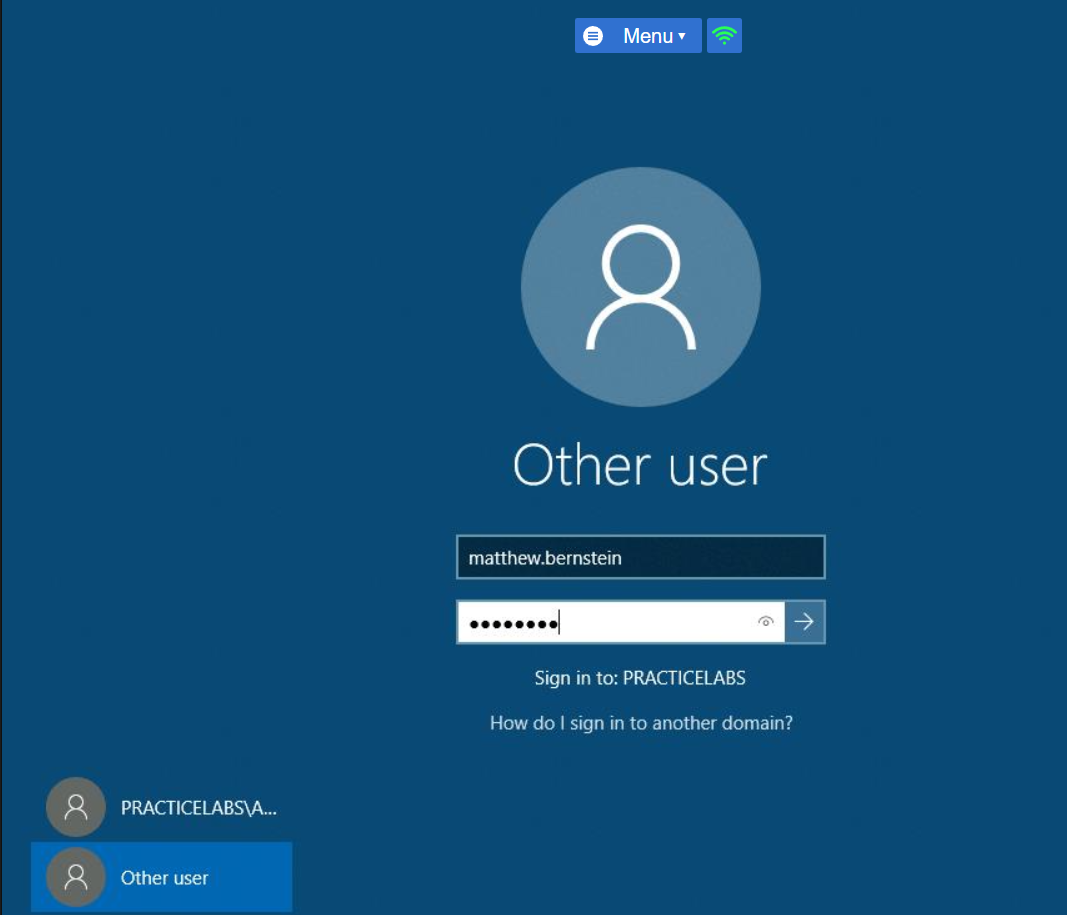 Menu
Other user
matthew.bernstein
••••••••
Sign in to: PRACTICELABS
How do I sign in to another domain?
PRACTICELABS\A...
Other user